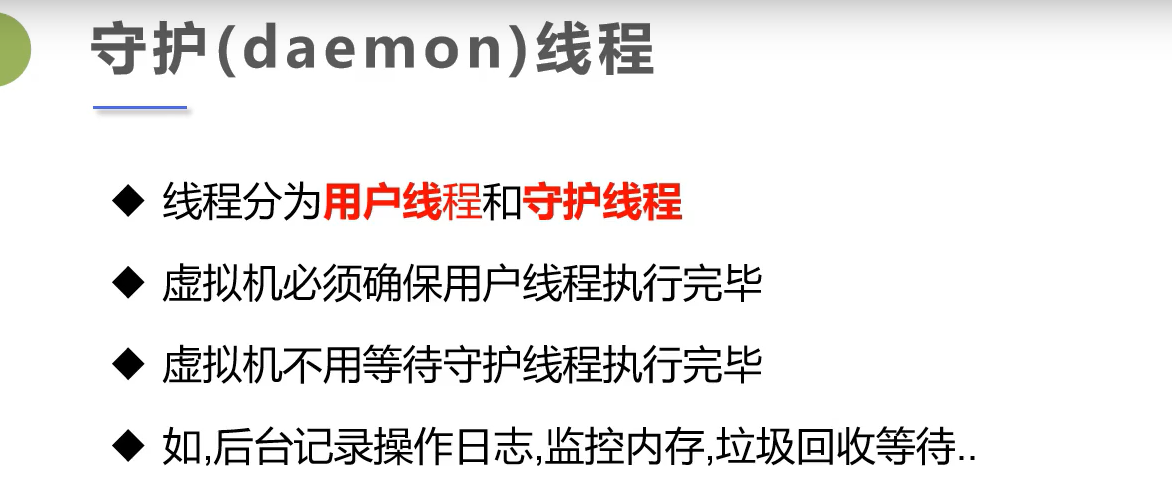 守护(daemon)线程
◆ 线程分为用户线程和守护线程
◆ 虚拟机必须确保用户线程执行完毕
◆ 虚拟机不用等待守护线程执行完毕
◆ 如,后台记录操作日志,监控内存,垃圾回收等待..